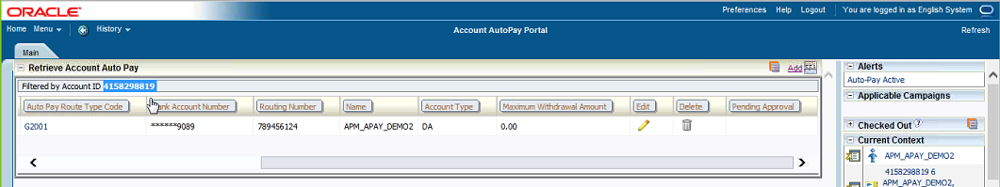 ORACLE
Preferences Help Logout You are logged in as English System
Home Menu History Account AutoPay Portal Refresh
Main
Retrieve Account Auto Pay Add
Filtered by Account ID 4158298819
Auto Pay Route Type Code ank Account Number Routing Number Name Account Type Maximum Withdrawal Amount Edit Delete Pending Approval
G2001 ******9089 789456124 APM_APAY_DEMO2 DA 0.00
Alerts
Auto-Pay Active
Applicable Campaigns
Checked Out
Current Context
APM_APAY_DEMO2
4158298819 6
APM_APAY_DEMO2,